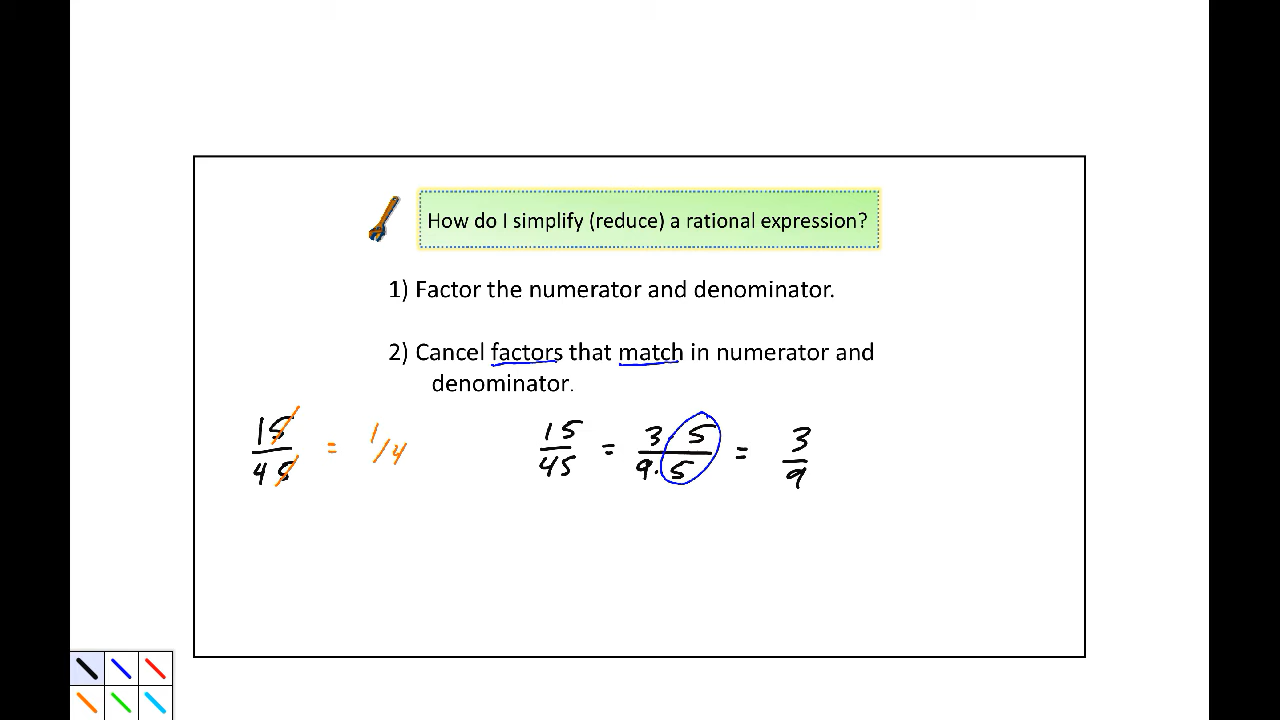 How do I simplify (reduce) a rational expression?
1) Factor the numerator and denominator.
2) Cancel factors that match in numerator and
denominator.
15/45 = 1/4
15/45 = 3·5/9·5 = 3/9